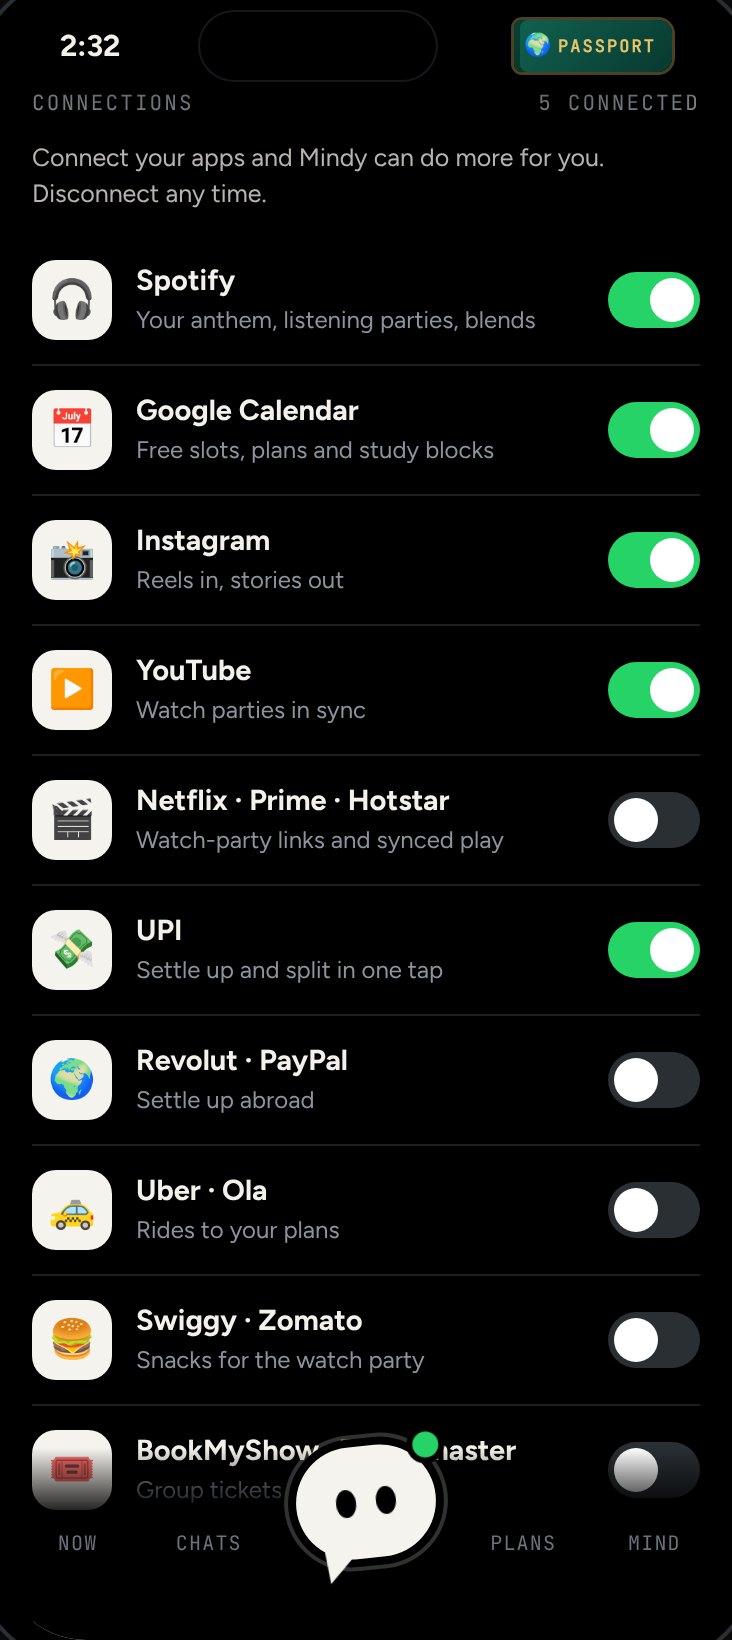 2:32
PASSPORT
CONNECTIONS
5 CONNECTED
Connect your apps and Mindy can do more for you.
Disconnect any time.
Spotify
Your anthem, listening parties, blends
July
17
Google Calendar
Free slots, plans and study blocks
Instagram
Reels in, stories out
YouTube
Watch parties in sync
Netflix · Prime · Hotstar
Watch-party links and synced play
UPI
Settle up and split in one tap
Revolut · PayPal
Settle up abroad
Uber · Ola
Rides to your plans
Swiggy · Zomato
Snacks for the watch party
BookMyShow
Group tickets
NOW
CHATS
PLANS
MIND